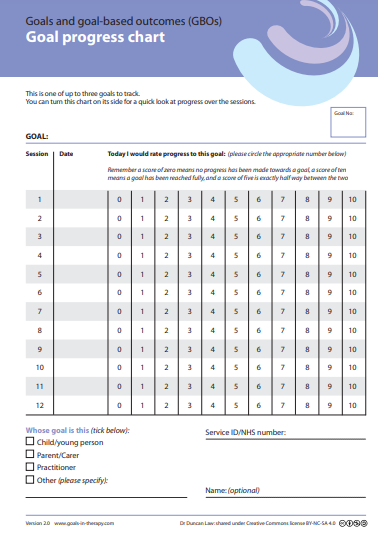 Goals and goal-based outcomes (GBOs)
Goal progress chart
This is one of up to three goals to track.
You can turn this chart on its side for a quick look at progress over the sessions.
Goal No:
GOAL:
Session Date Today I would rate progress to this goal: (please circle the appropriate number below)
Remember a score of zero means no progress has been made towards a goal, a score of ten
means a goal has been reached fully, and a score of five is exactly half way between the two
1 0 1 2 3 4 5 6 7 8 9 10
2 0 1 2 3 4 5 6 7 8 9 10
3 0 1 2 3 4 5 6 7 8 9 10
4 0 1 2 3 4 5 6 7 8 9 10
5 0 1 2 3 4 5 6 7 8 9 10
6 0 1 2 3 4 5 6 7 8 9 10
7 0 1 2 3 4 5 6 7 8 9 10
8 0 1 2 3 4 5 6 7 8 9 10
9 0 1 2 3 4 5 6 7 8 9 10
10 0 1 2 3 4 5 6 7 8 9 10
11 0 1 2 3 4 5 6 7 8 9 10
12 0 1 2 3 4 5 6 7 8 9 10
Whose goal is this (tick below):
Child/young person
Parent/Carer
Practitioner
Other (please specify):
Service ID/NHS number:
Name: (optional)
Version 2.0 www.goals-in-therapy.com
Dr Duncan Law: shared under Creative Commons license BY-NC-SA 4.0